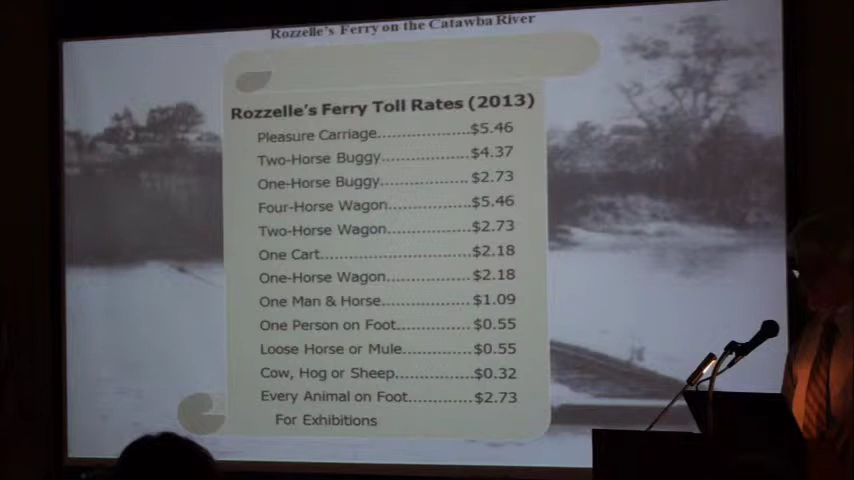 Rozzelle's Ferry on the Catawba River
Rozzelle's Ferry Toll Rates (2013)
Pleasure Carriage....................$5.46
Two-Horse Buggy....................$4.37
One-Horse Buggy....................$2.73
Four-Horse Wagon..................$5.46
Two-Horse Wagon...................$2.73
One Cart.................................$2.18
One-Horse Wagon...................$2.18
One Man & Horse....................$1.09
One Person on Foot.................$0.55
Loose Horse or Mule................$0.55
Cow, Hog or Sheep..................$0.32
Every Animal on Foot...............$2.73
For Exhibitions